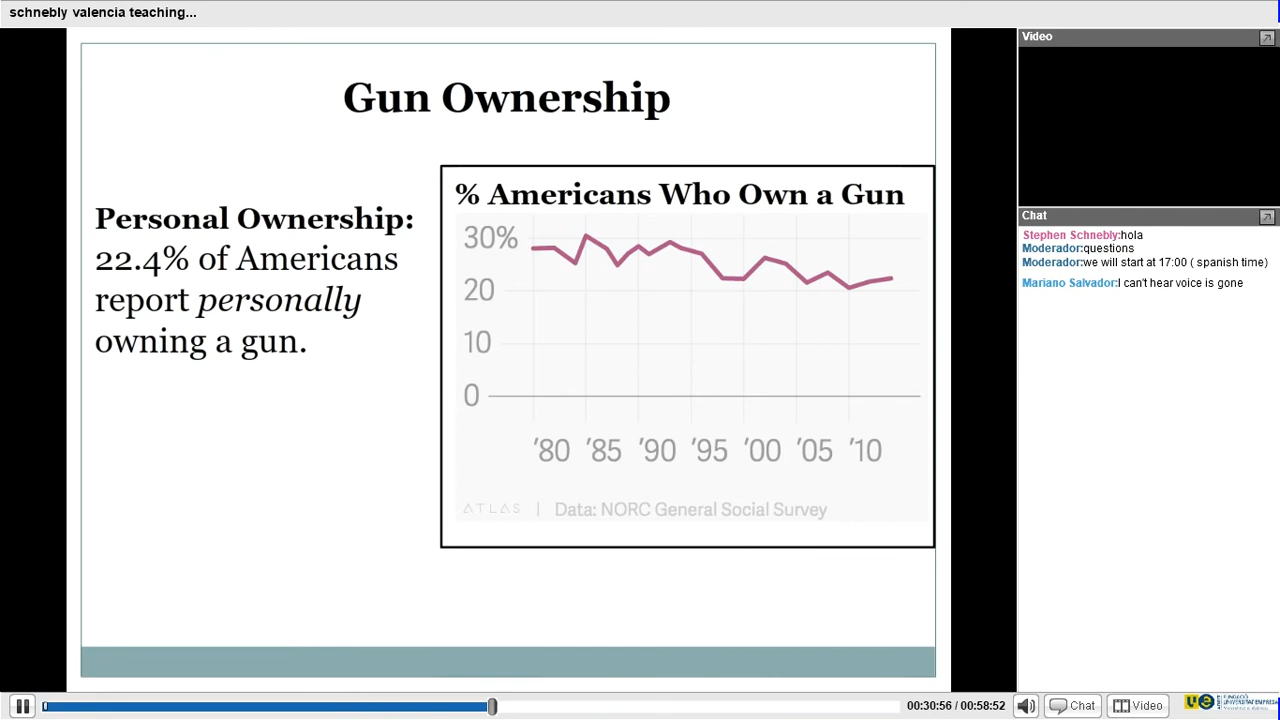 schnebly valencia teaching...
Gun Ownership
Personal Ownership:
22.4% of Americans
report personally
owning a gun.
% Americans Who Own a Gun
30%
20
10
0
'80 '85 '90 '95 '00 '05 '10
ATLAS | Data: NORC General Social Survey
Video
Chat
Stephen Schnebly:hola
Moderador:questions
Moderador:we will start at 17:00 ( spanish time)
Mariano Salvador:I can't hear voice is gone
00:30:56 / 00:58:52
Chat
Video